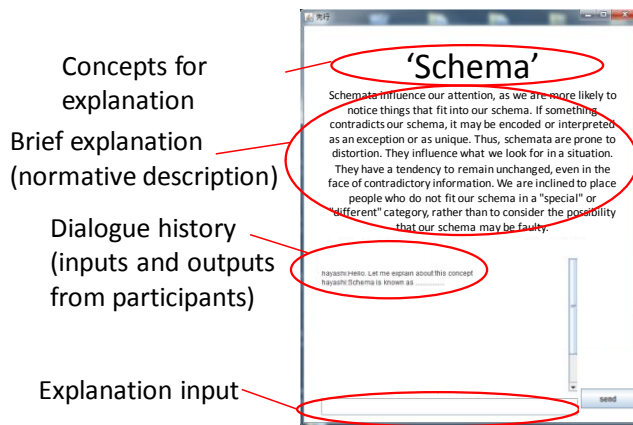 先行
'Schema'
Concepts for
explanation
Schemata influence our attention, as we are more likely to
notice things that fit into our schema. If something
contradicts our schema, it may be encoded or interpreted
as an exception or as unique. Thus, schemata are prone to
distortion. They influence what we look for in a situation.
They have a tendency to remain unchanged, even in the
face of contradictory information. We are inclined to place
people who do not fit our schema in a "special" or
"different" category, rather than to consider the possibility
that our schema may be faulty.
Brief explanation
(normative description)
Dialogue history
(inputs and outputs
from participants)
hayashi:Hello. Let me explain about this concept
hayashi:Schema is known as ..............
Explanation input
send